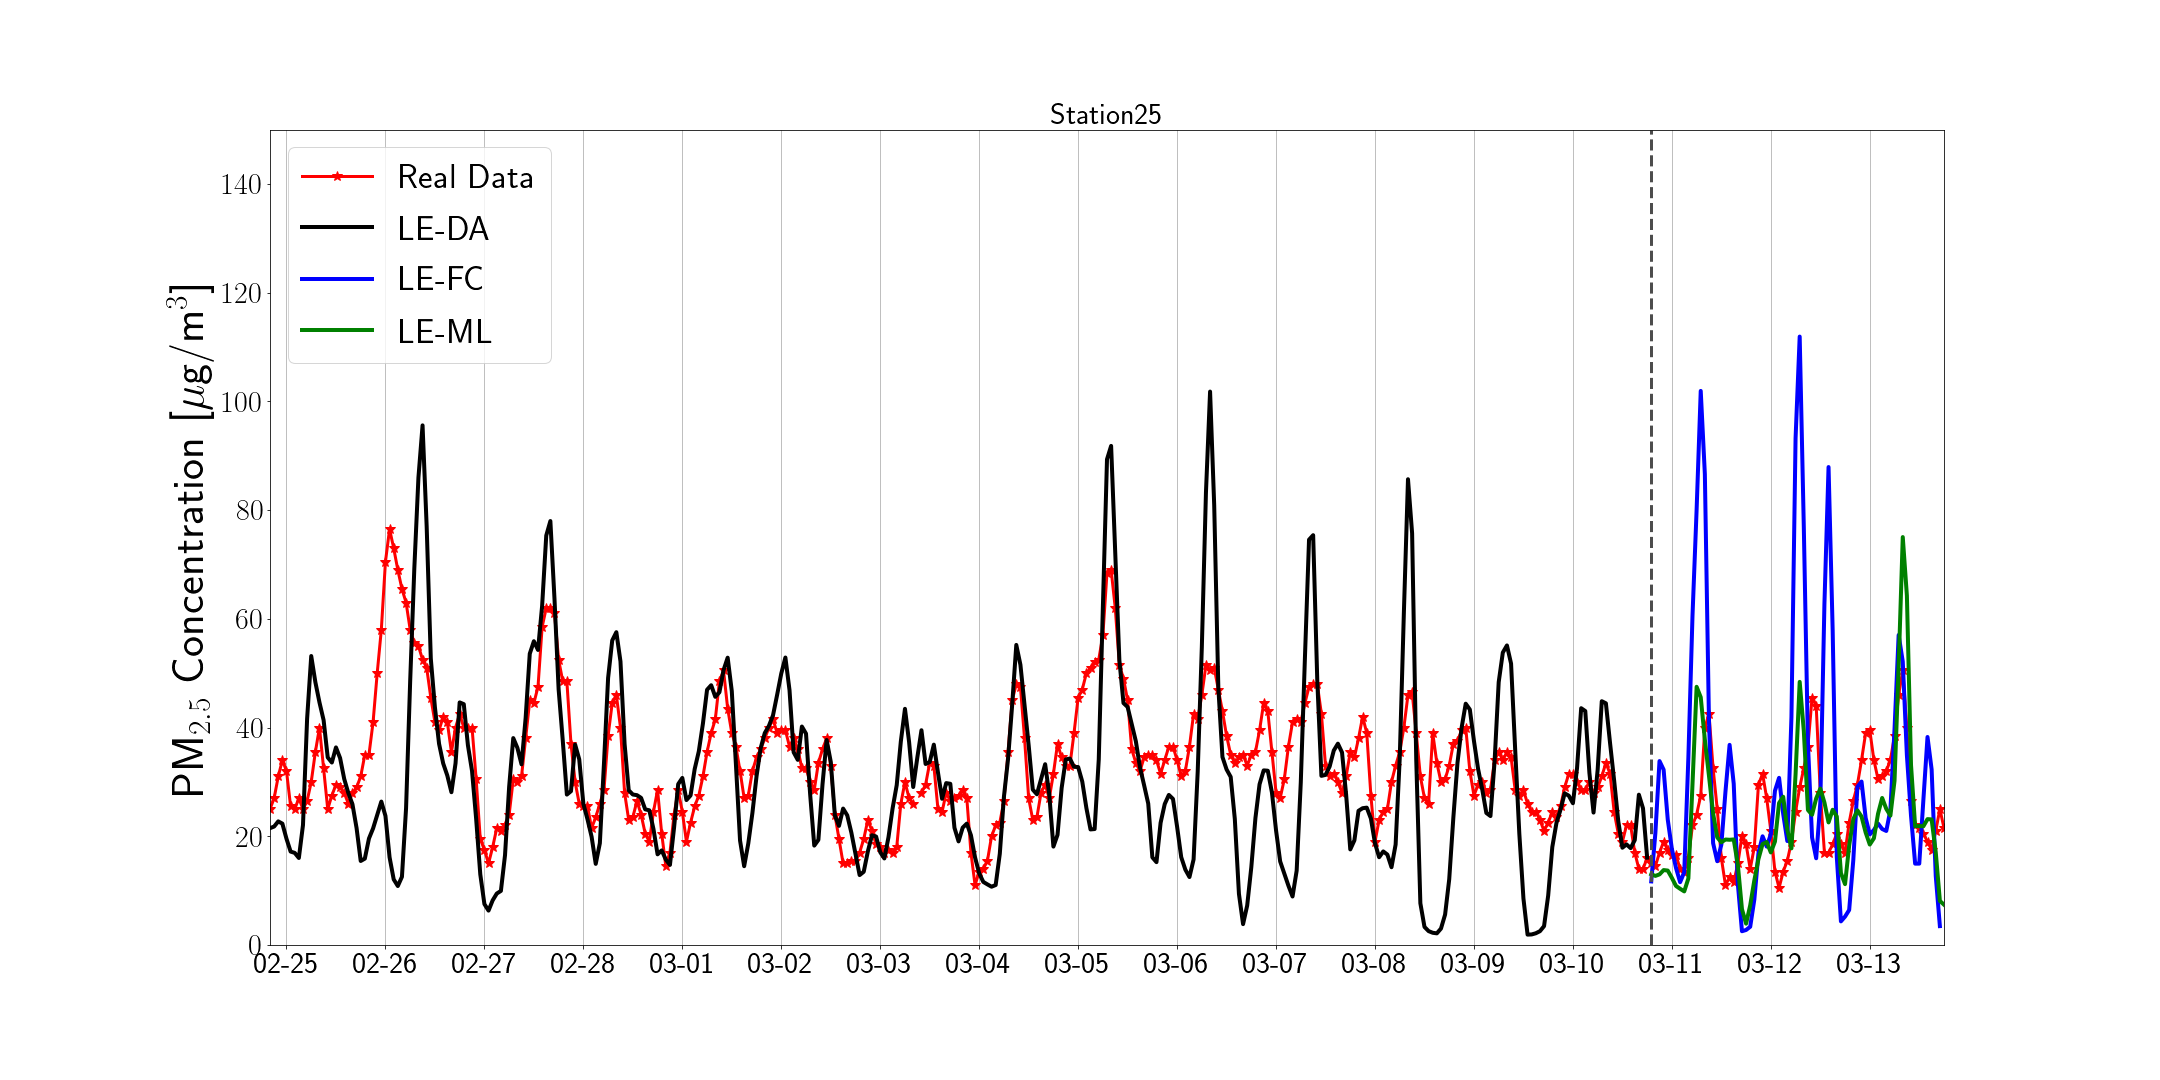 Station25
PM2.5 Concentration [μg/m³]
140
120
100
80
60
40
20
0
Real Data
LE-DA
LE-FC
LE-ML
02-25 02-26 02-27 02-28 03-01 03-02 03-03 03-04 03-05 03-06 03-07 03-08 03-09 03-10 03-11 03-12 03-13